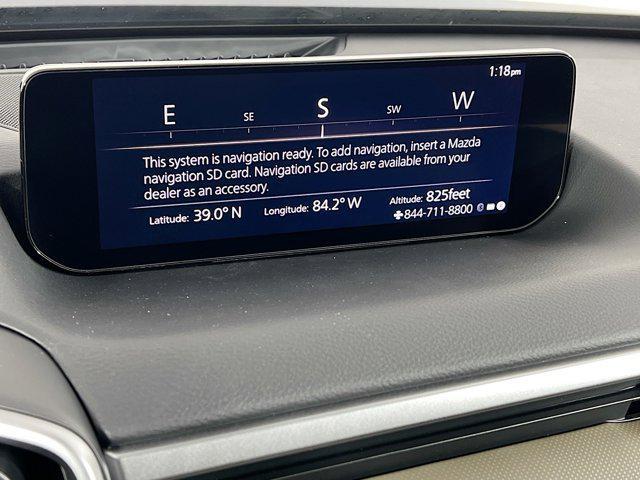 1:18pm
E SE S SW W
This system is navigation ready. To add navigation, insert a Mazda
navigation SD card. Navigation SD cards are available from your
dealer as an accessory.
Latitude: 39.0° N Longitude: 84.2° W Altitude: 825feet
844-711-8800